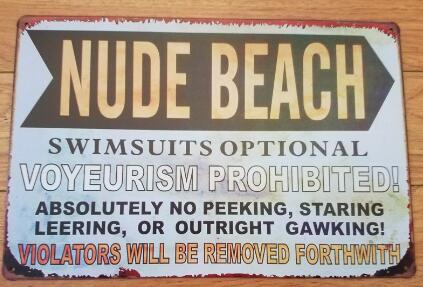 NUDE BEACH
SWIMSUITS OPTIONAL
VOYEURISM PROHIBITED!
ABSOLUTELY NO PEEKING, STARING
LEERING, OR OUTRIGHT GAWKING!
VIOLATORS WILL BE REMOVED FORTHWITH